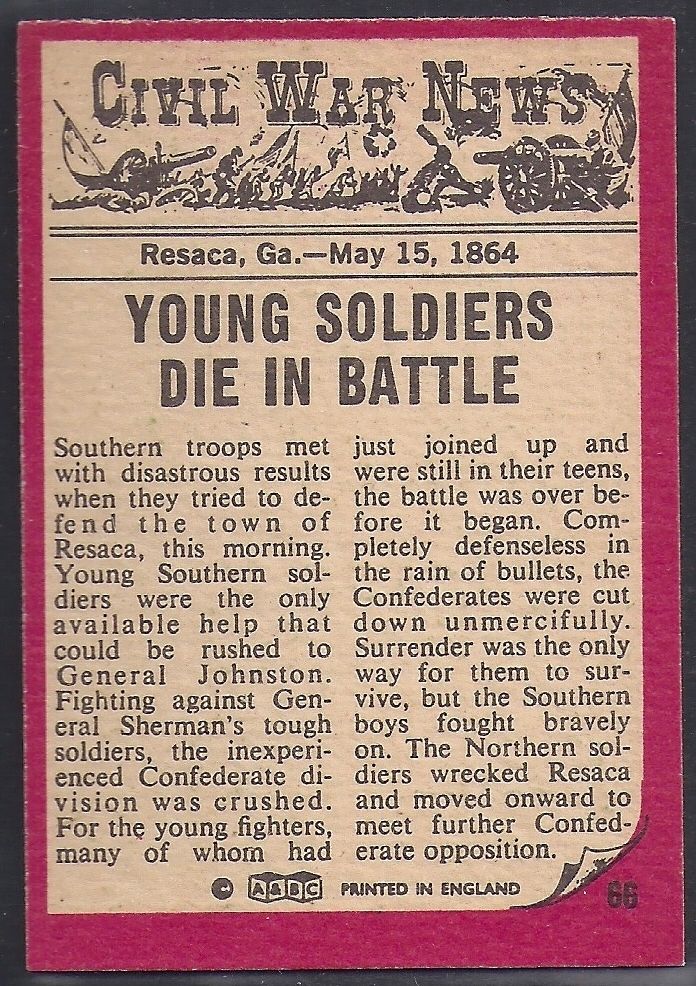 CIVIL WAR NEWS
Resaca, Ga.—May 15, 1864
YOUNG SOLDIERS
DIE IN BATTLE
Southern troops met
with disastrous results
when they tried to de-
fend the town of
Resaca, this morning.
Young Southern sol-
diers were the only
available help that
could be rushed to
General Johnston.
Fighting against Gen-
eral Sherman's tough
soldiers, the inexperi-
enced Confederate di-
vision was crushed.
For the young fighters,
many of whom had
just joined up and
were still in their teens,
the battle was over be-
fore it began. Com-
pletely defenseless in
the rain of bullets, the
Confederates were cut
down unmercifully.
Surrender was the only
way for them to sur-
vive, but the Southern
boys fought bravely
on. The Northern sol-
diers wrecked Resaca
and moved onward to
meet further Confed-
erate opposition.
© A&BC PRINTED IN ENGLAND
66